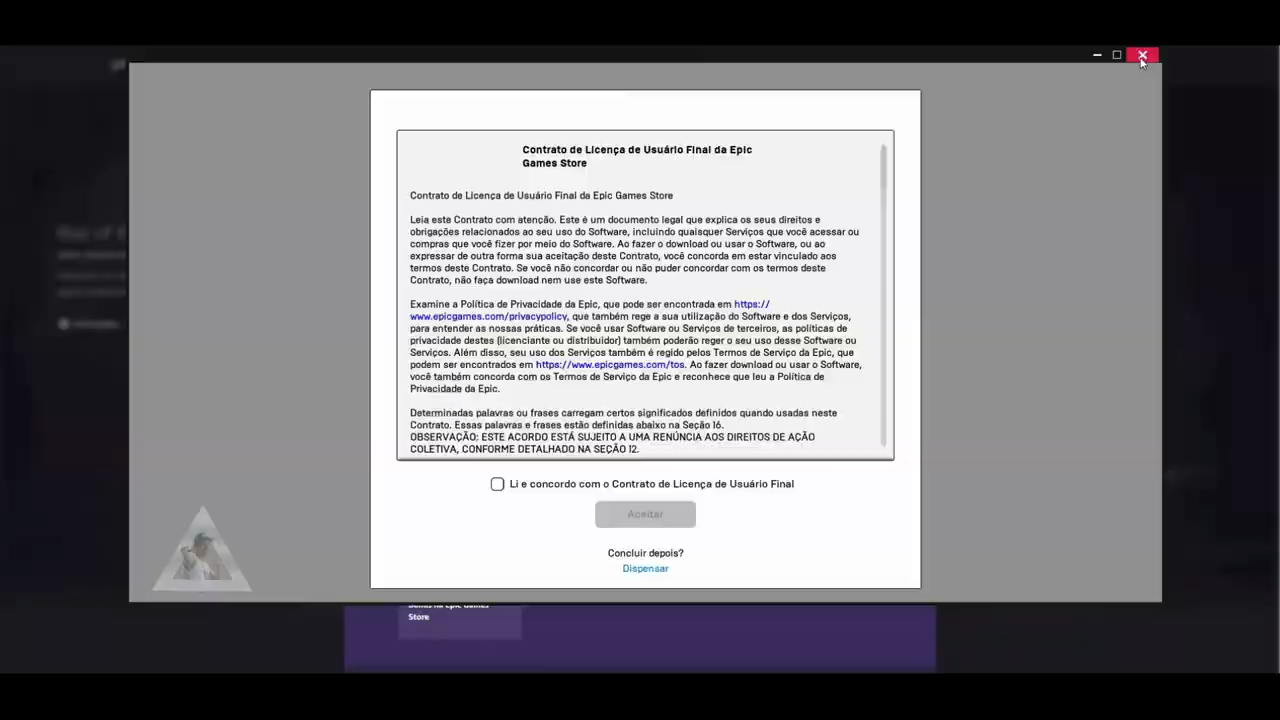 Contrato de Licença de Usuário Final da Epic
Games Store
Contrato de Licença de Usuário Final da Epic Games Store
Leia este Contrato com atenção. Este é um documento legal que explica os seus direitos e
obrigações relacionados ao seu uso do Software, incluindo quaisquer Serviços que você acessar ou
compras que você fizer por meio do Software. Ao fazer o download ou usar o Software, ou ao
expressar de outra forma sua aceitação deste Contrato, você concorda em estar vinculado aos
termos deste Contrato. Se você não concordar ou não puder concordar com os termos deste
Contrato, não faça download nem use este Software.
Examine a Política de Privacidade da Epic, que pode ser encontrada em https://
www.epicgames.com/privacypolicy, que também rege a sua utilização do Software e dos Serviços,
para entender as nossas práticas. Se você usar Software ou Serviços de terceiros, as políticas de
privacidade destes (licenciante ou distribuidor) também poderão reger o seu uso desse Software ou
Serviços. Além disso, seu uso dos Serviços também é regido pelos Termos de Serviço da Epic, que
podem ser encontrados em https://www.epicgames.com/tos. Ao fazer download ou usar o Software,
você também concorda com os Termos de Serviço da Epic e reconhece que leu a Política de
Privacidade da Epic.
Determinadas palavras ou frases carregam certos significados definidos quando usadas neste
Contrato. Essas palavras e frases estão definidas abaixo na Seção 16.
OBSERVAÇÃO: ESTE ACORDO ESTÁ SUJEITO A UMA RENÚNCIA AOS DIREITOS DE AÇÃO
COLETIVA, CONFORME DETALHADO NA SEÇÃO 12.
Li e concordo com o Contrato de Licença de Usuário Final
Aceitar
Concluir depois?
Dispensar
Store